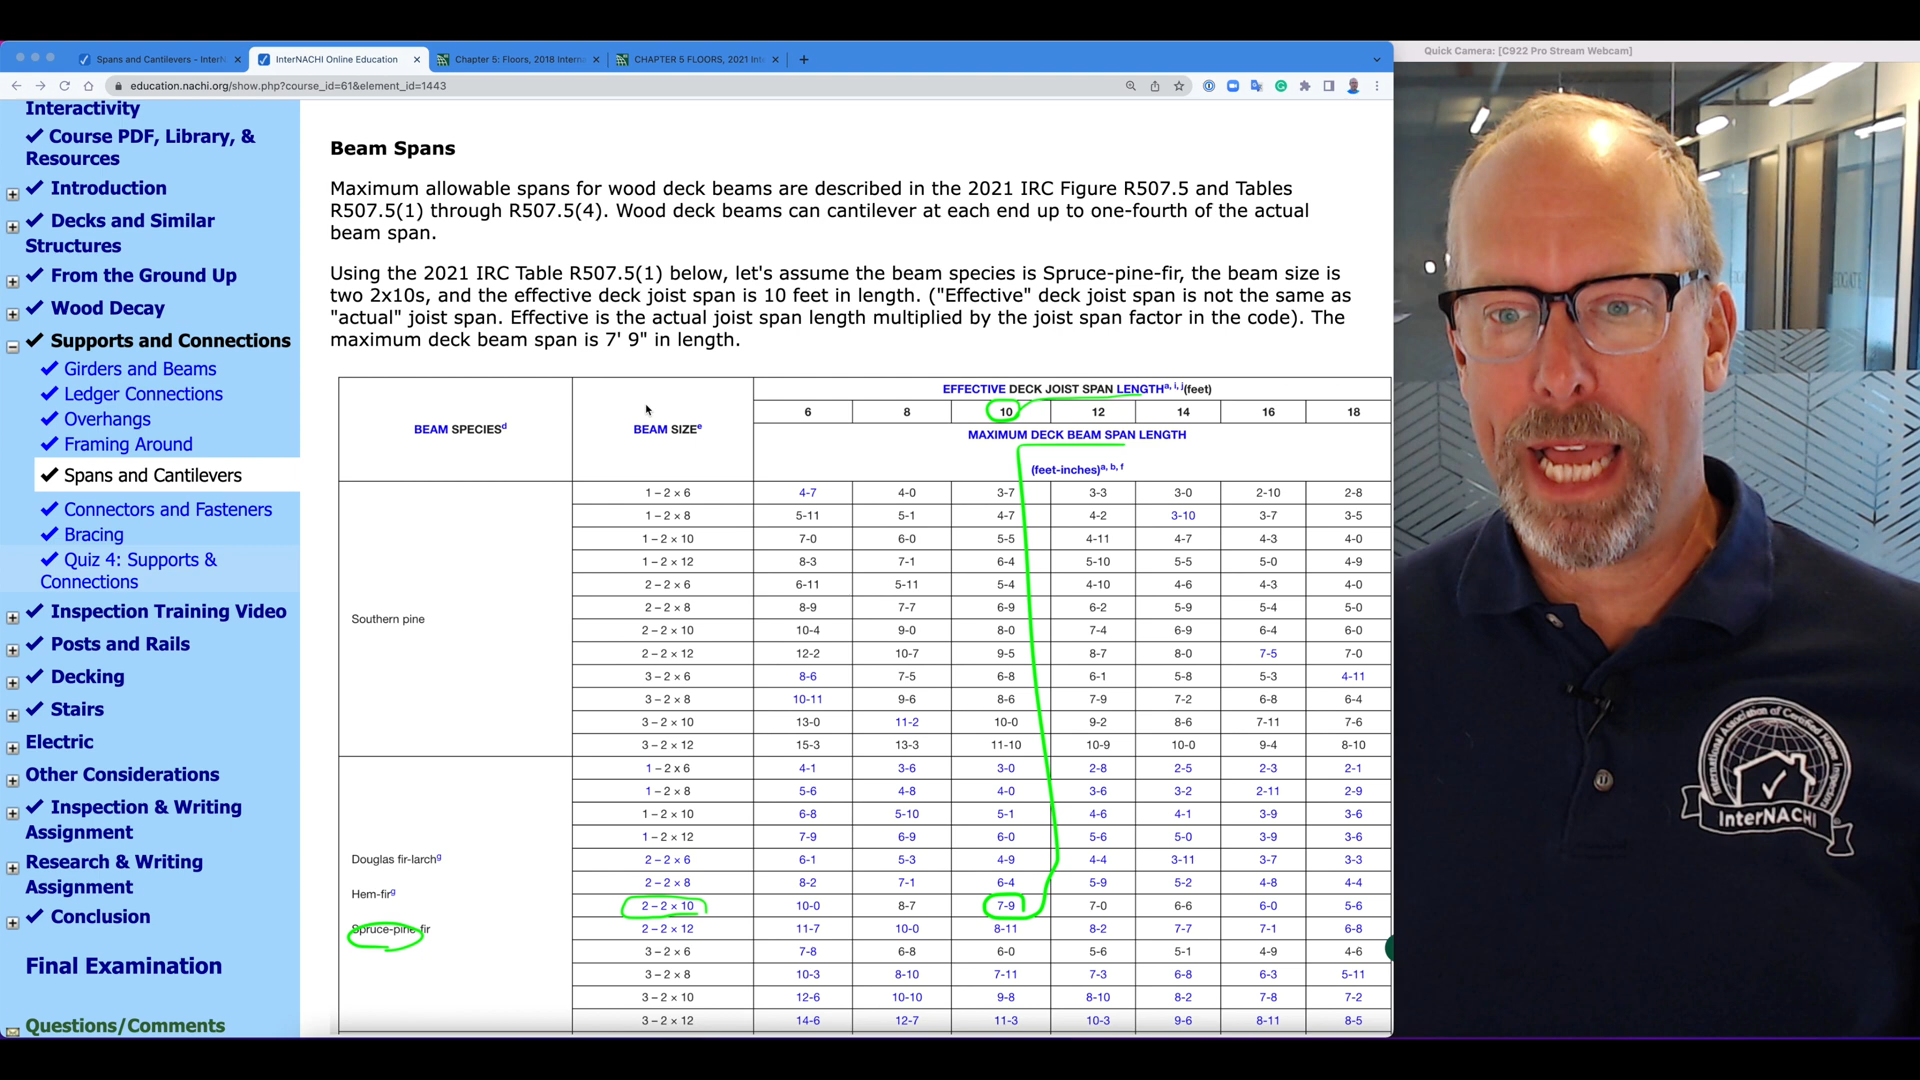 Quick Camera: [C922 Pro Stream Webcam]
Spans and Cantilevers - InterN
InterNACHI Online Education
Chapter 5: Floors, 2018 Interna
CHAPTER 5 FLOORS, 2021 Inte
education.nachi.org/show.php?course_id=61&element_id=1443
Interactivity
Course PDF, Library, &
Resources
Introduction
Decks and Similar
Structures
From the Ground Up
Wood Decay
Supports and Connections
Girders and Beams
Ledger Connections
Overhangs
Framing Around
Spans and Cantilevers
Connectors and Fasteners
Bracing
Quiz 4: Supports &
Connections
Inspection Training Video
Posts and Rails
Decking
Stairs
Electric
Other Considerations
Inspection & Writing
Assignment
Research & Writing
Assignment
Conclusion
Final Examination
Questions/Comments
Beam Spans
Maximum allowable spans for wood deck beams are described in the 2021 IRC Figure R507.5 and Tables
R507.5(1) through R507.5(4). Wood deck beams can cantilever at each end up to one-fourth of the actual
beam span.
Using the 2021 IRC Table R507.5(1) below, let's assume the beam species is Spruce-pine-fir, the beam size is
two 2x10s, and the effective deck joist span is 10 feet in length. ("Effective" deck joist span is not the same as
"actual" joist span. Effective is the actual joist span length multiplied by the joist span factor in the code). The
maximum deck beam span is 7' 9" in length.
BEAM SPECIESd BEAM SIZEe EFFECTIVE DECK JOIST SPAN LENGTHa, i, j(feet)
6 8 10 12 14 16 18
MAXIMUM DECK BEAM SPAN LENGTH
(feet-inches)a, b, f
Southern pine
1 – 2 × 6 4-7 4-0 3-7 3-3 3-0 2-10 2-8
1 – 2 × 8 5-11 5-1 4-7 4-2 3-10 3-7 3-5
1 – 2 × 10 7-0 6-0 5-5 4-11 4-7 4-3 4-0
1 – 2 × 12 8-3 7-1 6-4 5-10 5-5 5-0 4-9
2 – 2 × 6 6-11 5-11 5-4 4-10 4-6 4-3 4-0
2 – 2 × 8 8-9 7-7 6-9 6-2 5-9 5-4 5-0
2 – 2 × 10 10-4 9-0 8-0 7-4 6-9 6-4 6-0
2 – 2 × 12 12-2 10-7 9-5 8-7 8-0 7-5 7-0
3 – 2 × 6 8-6 7-5 6-8 6-1 5-8 5-3 4-11
3 – 2 × 8 10-11 9-6 8-6 7-9 7-2 6-8 6-4
3 – 2 × 10 13-0 11-2 10-0 9-2 8-6 7-11 7-6
3 – 2 × 12 15-3 13-3 11-10 10-9 10-0 9-4 8-10
Douglas fir-larchg
Hem-firg
Spruce-pine-fir
1 – 2 x 6 4-1 3-6 3-0 2-8 2-5 2-3 2-1
1 – 2 × 8 5-6 4-8 4-0 3-6 3-2 2-11 2-9
1 – 2 × 10 6-8 5-10 5-1 4-6 4-1 3-9 3-6
1 – 2 × 12 7-9 6-9 6-0 5-6 5-0 3-9 3-6
2 – 2 × 6 6-1 5-3 4-9 4-4 3-11 3-7 3-3
2 – 2 × 8 8-2 7-1 6-4 5-9 5-2 4-8 4-4
2 – 2 × 10 10-0 8-7 7-9 7-0 6-6 6-0 5-6
2 – 2 × 12 11-7 10-0 8-11 8-2 7-7 7-1 6-8
3 – 2 × 6 7-8 6-8 6-0 5-6 5-1 4-9 4-6
3 – 2 × 8 10-3 8-10 7-11 7-3 6-8 6-3 5-11
3 – 2 × 10 12-6 10-10 9-8 8-10 8-2 7-8 7-2
3 – 2 × 12 14-6 12-7 11-3 10-3 9-6 8-11 8-5
International Association of Certified Home Inspectors
InterNACHI